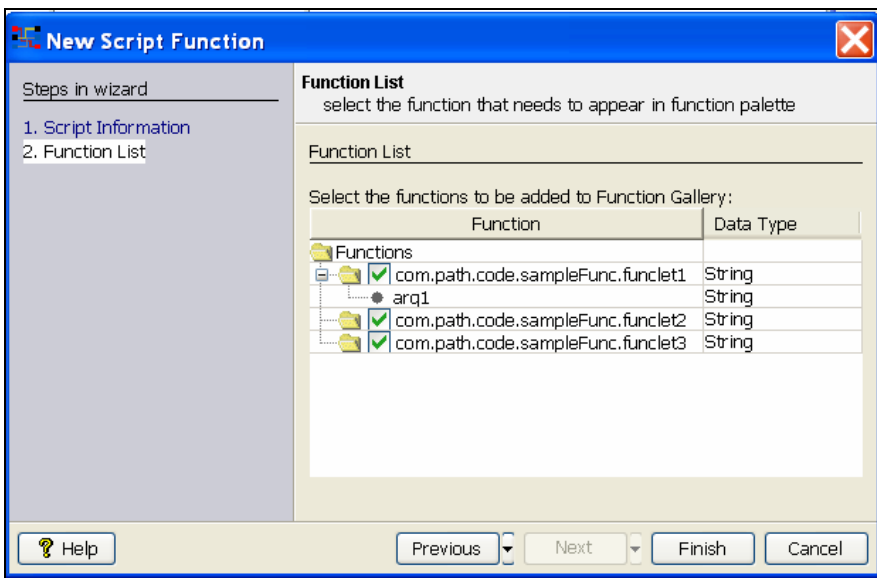 New Script Function
Steps in wizard
1. Script Information
2. Function List
Function List
select the function that needs to appear in function palette
Function List
Select the functions to be added to Function Gallery:
Function Data Type
Functions
com.path.code.sampleFunc.funclet1 String
arq1 String
com.path.code.sampleFunc.funclet2 String
com.path.code.sampleFunc.funclet3 String
? Help Previous Next Finish Cancel